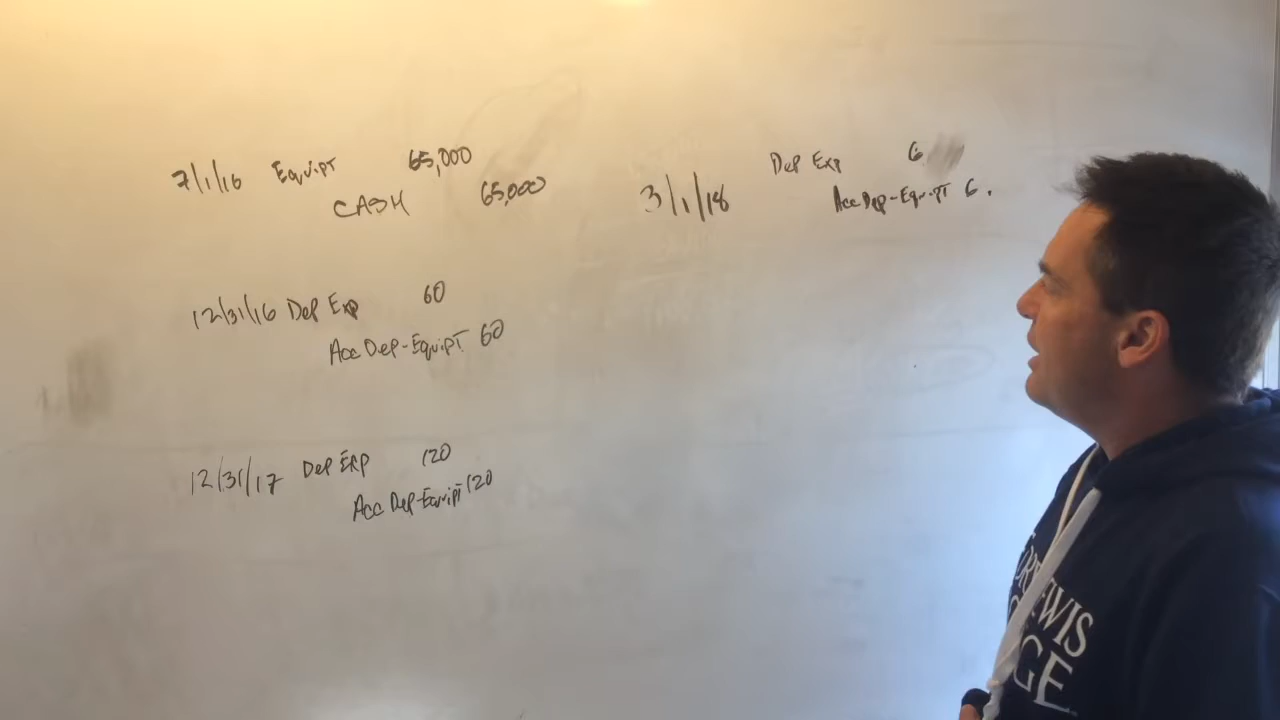 7/1/16 Equipt 65,000
CASH 65,000
12/31/16 Dep Exp 60
Acc Dep-Equipt 60
12/31/17 Dep Exp 120
Acc Dep-Equipt 120
Dep Exp 6
3/1/18 Acc Dep-Equipt 6.